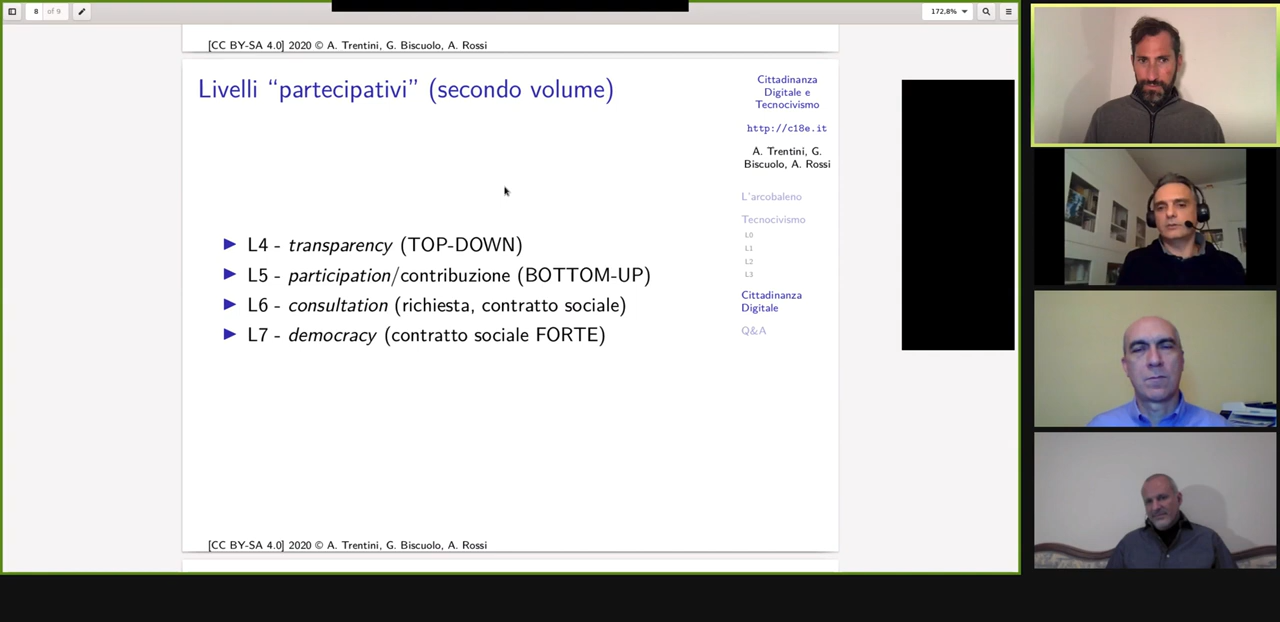 8 of 9
172,8%
[CC BY-SA 4.0] 2020 © A. Trentini, G. Biscuolo, A. Rossi
Livelli “partecipativi” (secondo volume)
▶ L4 - transparency (TOP-DOWN)
▶ L5 - participation/contribuzione (BOTTOM-UP)
▶ L6 - consultation (richiesta, contratto sociale)
▶ L7 - democracy (contratto sociale FORTE)
Cittadinanza
Digitale e
Tecnocivismo
http://c18e.it
A. Trentini, G.
Biscuolo, A. Rossi
L'arcobaleno
Tecnocivismo
L0
L1
L2
L3
Cittadinanza
Digitale
Q&A
[CC BY-SA 4.0] 2020 © A. Trentini, G. Biscuolo, A. Rossi